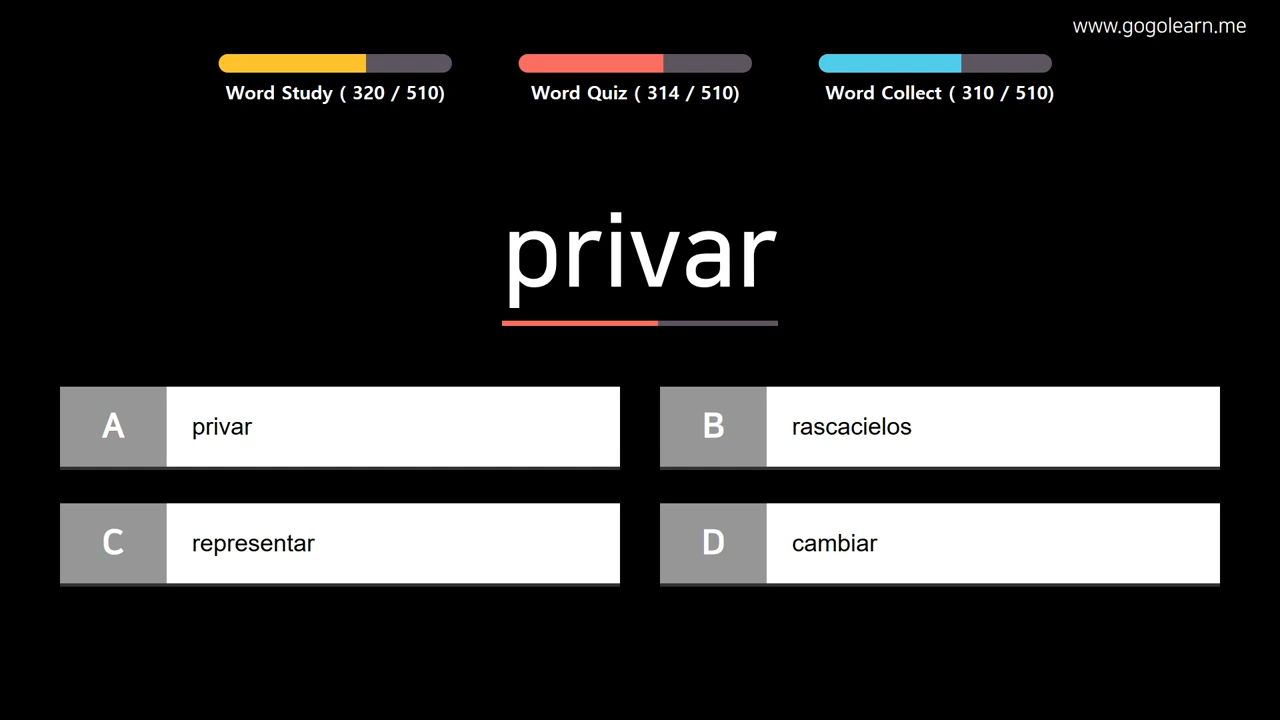 www.gogolearn.me
Word Study ( 320 / 510)
Word Quiz ( 314 / 510)
Word Collect ( 310 / 510)
privar
A privar
B rascacielos
C representar
D cambiar